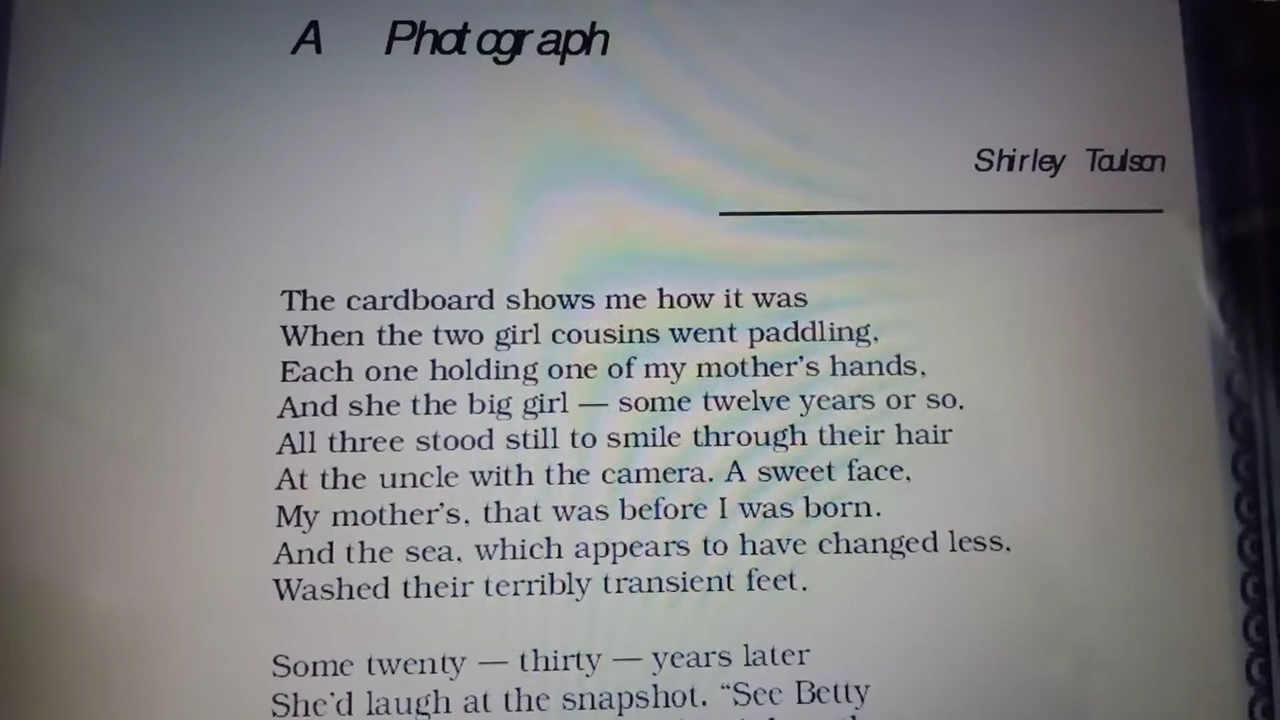 A Photograph
Shirley Toulson
The cardboard shows me how it was
When the two girl cousins went paddling,
Each one holding one of my mother's hands,
And she the big girl — some twelve years or so.
All three stood still to smile through their hair
At the uncle with the camera. A sweet face,
My mother's, that was before I was born.
And the sea, which appears to have changed less,
Washed their terribly transient feet.
Some twenty — thirty — years later
She'd laugh at the snapshot. “See Betty